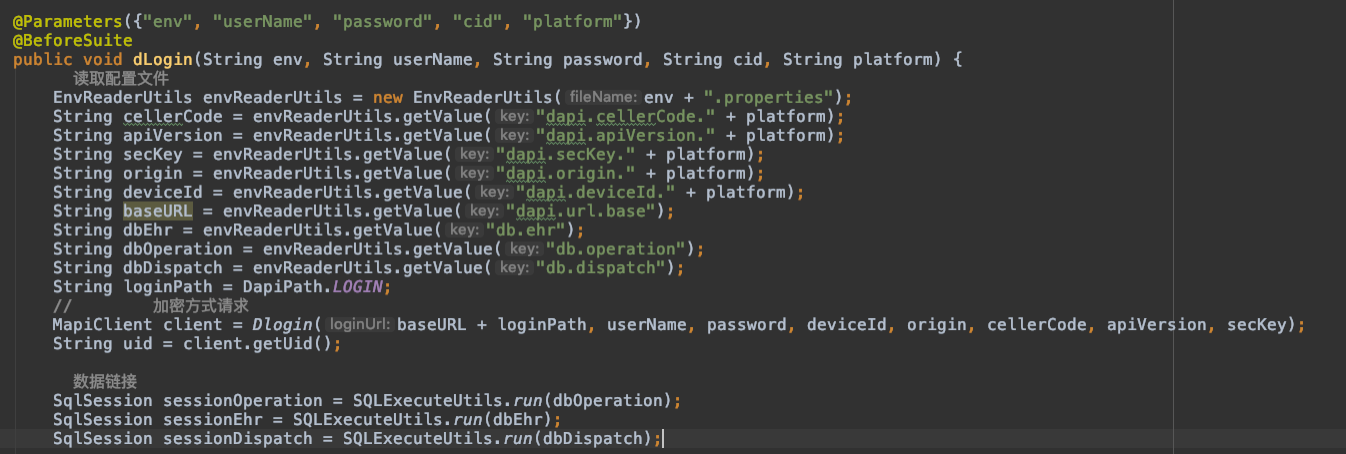 @Parameters({"env", "userName", "password", "cid", "platform"})
@BeforeSuite
public void dLogin(String env, String userName, String password, String cid, String platform) {
读取配置文件
EnvReaderUtils envReaderUtils = new EnvReaderUtils( fileName: env + ".properties");
String cellerCode = envReaderUtils.getValue( key: "dapi.cellerCode." + platform);
String apiVersion = envReaderUtils.getValue( key: "dapi.apiVersion." + platform);
String secKey = envReaderUtils.getValue( key: "dapi.secKey." + platform);
String origin = envReaderUtils.getValue( key: "dapi.origin." + platform);
String deviceId = envReaderUtils.getValue( key: "dapi.deviceId." + platform);
String baseURL = envReaderUtils.getValue( key: "dapi.url.base");
String dbEhr = envReaderUtils.getValue( key: "db.ehr");
String dbOperation = envReaderUtils.getValue( key: "db.operation");
String dbDispatch = envReaderUtils.getValue( key: "db.dispatch");
String loginPath = DapiPath.LOGIN;
// 加密方式请求
MapiClient client = Dlogin( loginUrl: baseURL + loginPath, userName, password, deviceId, origin, cellerCode, apiVersion, secKey);
String uid = client.getUid();
数据链接
SqlSession sessionOperation = SQLExecuteUtils.run(dbOperation);
SqlSession sessionEhr = SQLExecuteUtils.run(dbEhr);
SqlSession sessionDispatch = SQLExecuteUtils.run(dbDispatch);